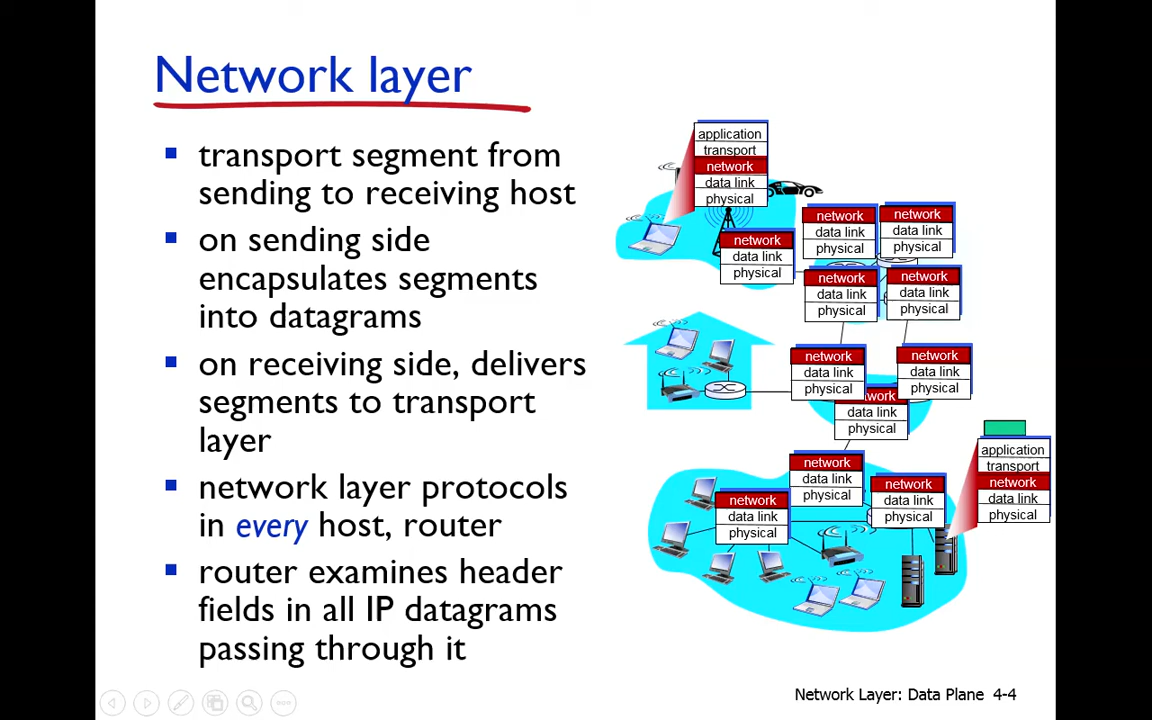 Network layer
transport segment from
sending to receiving host
on sending side
encapsulates segments
into datagrams
on receiving side, delivers
segments to transport
layer
network layer protocols
in every host, router
router examines header
fields in all IP datagrams
passing through it
application
transport
network
data link
physical
network
data link
physical
network
data link
physical
network
data link
physical
network
data link
physical
network
data link
physical
network
data link
physical
network
data link
physical
data link
physical
network
data link
physical
network
data link
physical
network
data link
physical
application
transport
network
data link
physical
Network Layer: Data Plane 4-4